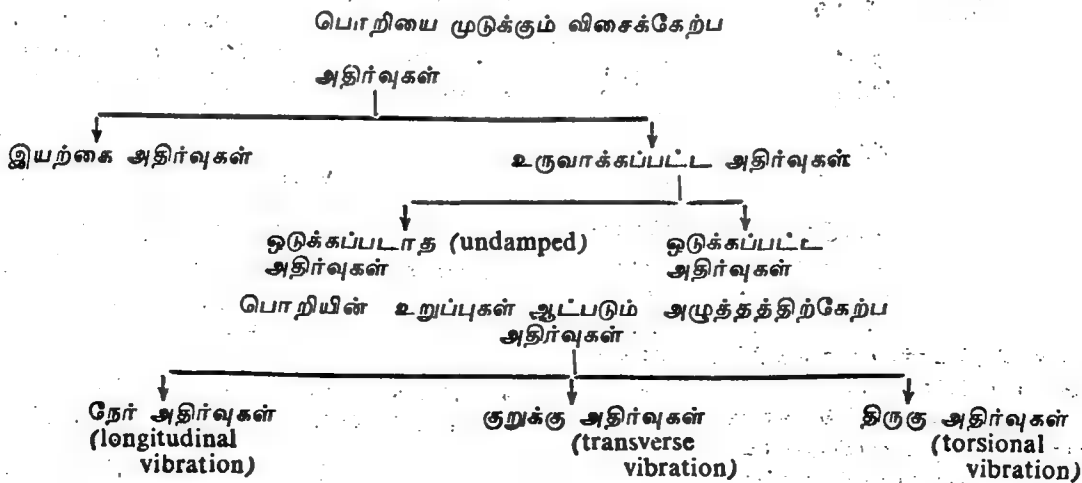 பொறியை முடுக்கும் விசைக்கேற்ப
அதிர்வுகள்
இயற்கை அதிர்வுகள் உருவாக்கப்பட்ட அதிர்வுகள்
ஒடுக்கப்படாத (undamped) ஒடுக்கப்பட்ட
அதிர்வுகள் அதிர்வுகள்
பொறியின் உறுப்புகள் ஆட்படும் அழுத்தத்திற்கேற்ப
அதிர்வுகள்
நேர் அதிர்வுகள் குறுக்கு அதிர்வுகள் திருகு அதிர்வுகள்
(longitudinal (transverse (torsional
vibration) vibration) vibration)